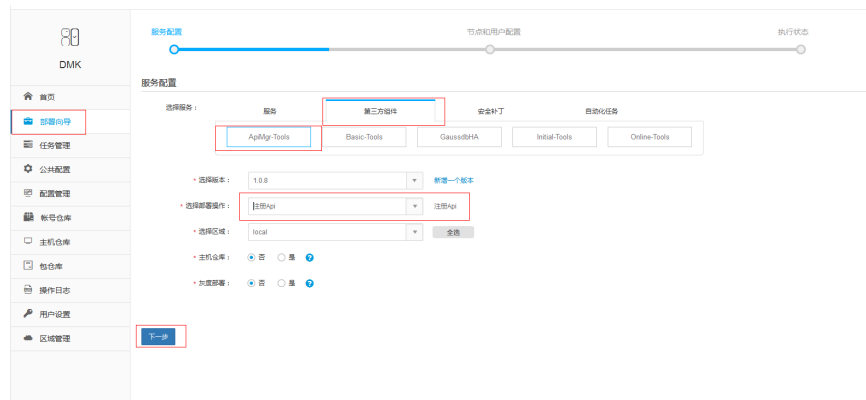 DMK
首页
部署向导
任务管理
公共配置
配置管理
帐号仓库
主机仓库
包仓库
操作日志
用户设置
区域管理
服务配置 节点和用户配置 执行状态
服务配置
选择服务： 服务 第三方组件 安全补丁 自动化任务
ApiMgr-Tools Basic-Tools GaussdbHA Initial-Tools Online-Tools
* 选择版本： 1.0.8 新增一个版本
* 选择部署操作： 注册Api 注册Api
* 选择区域： local 全选
* 主机仓库： 否 是 ?
* 灰度部署： 否 是 ?
下一步